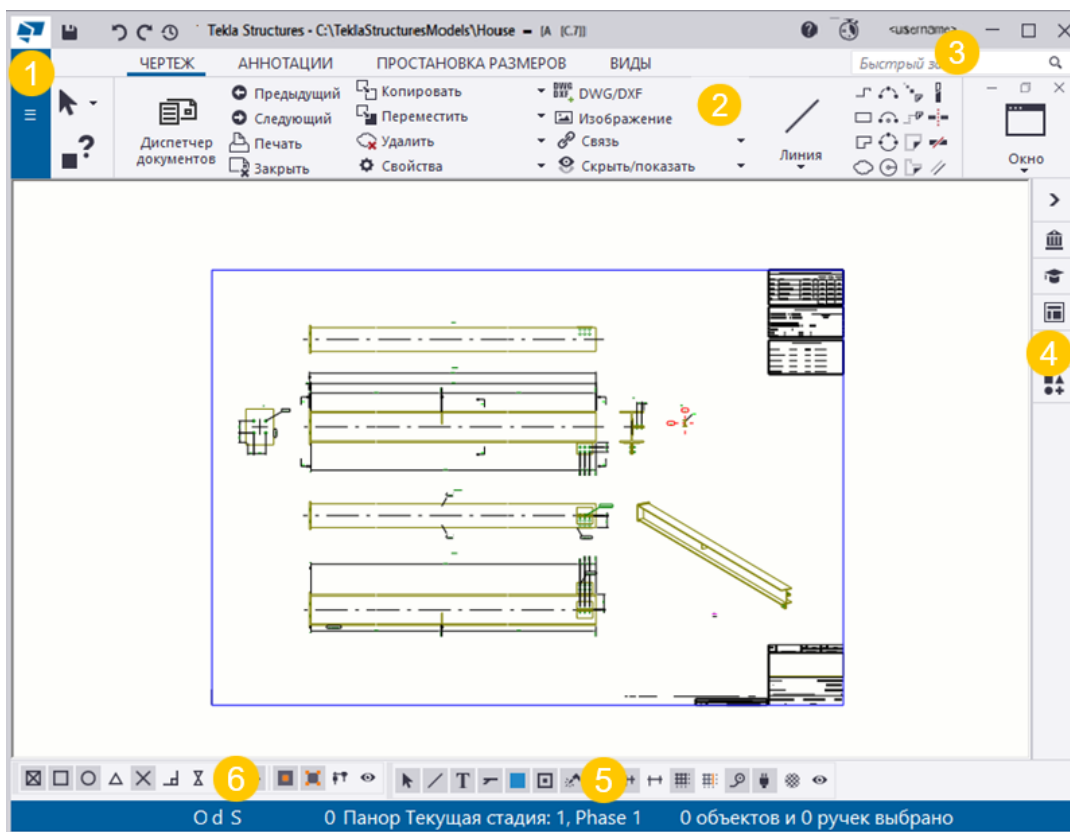 Tekla Structures - C:\TeklaStructuresModels\House - [A [C.7]]
<username>
1
ЧЕРТЕЖ АННОТАЦИИ ПРОСТАНОВКА РАЗМЕРОВ ВИДЫ
Быстрый 3
Диспетчер документов
Предыдущий
Следующий
Печать
Закрыть
Копировать
Переместить
Удалить
Свойства
DWG/DXF
Изображение
Связь
Скрыть/показать
2
Линия
Окно
4
6
5
O d S 0 Панор Текущая стадия: 1, Phase 1 0 объектов и 0 ручек выбрано